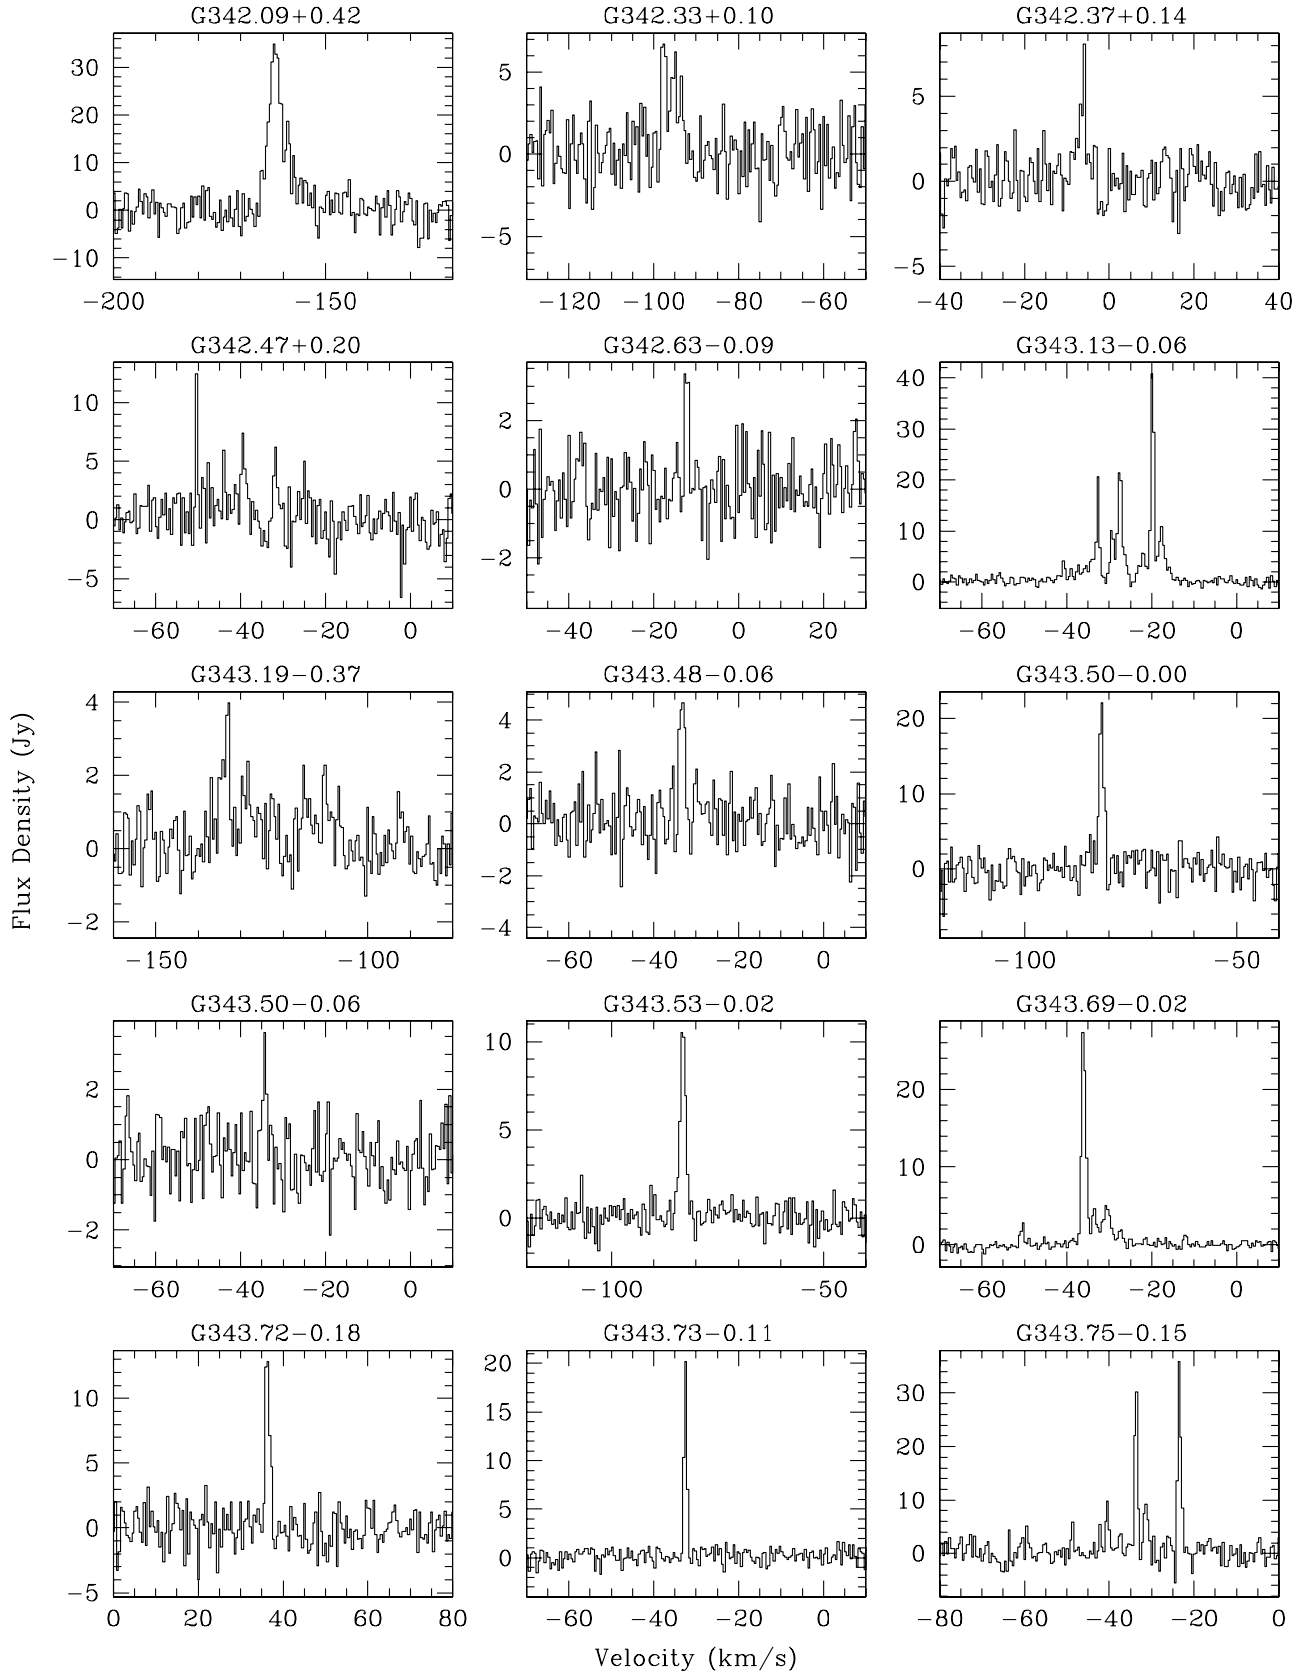 G342.09+0.42 G342.33+0.10 G342.37+0.14
30 20 10 0 −10
5 0 −5
5 0 −5
−200 −150
−120 −100 −80 −60
−40 −20 0 20 40
G342.47+0.20 G342.63−0.09 G343.13−0.06
10 5 0 −5
2 0 −2
40 30 20 10 0
−60 −40 −20 0
−40 −20 0 20
−60 −40 −20 0
G343.19−0.37 G343.48−0.06 G343.50−0.00
4 2 0 −2
4 2 0 −2 −4
20 10 0
−150 −100
−60 −40 −20 0
−100 −50
Flux Density (Jy)
G343.50−0.06 G343.53−0.02 G343.69−0.02
2 0 −2
10 5 0
20 10 0
−60 −40 −20 0
−100 −50
−60 −40 −20 0
G343.72−0.18 G343.73−0.11 G343.75−0.15
10 5 0 −5
20 15 10 5 0
30 20 10 0
0 20 40 60 80
−60 −40 −20 0
−80 −60 −40 −20 0
Velocity (km/s)